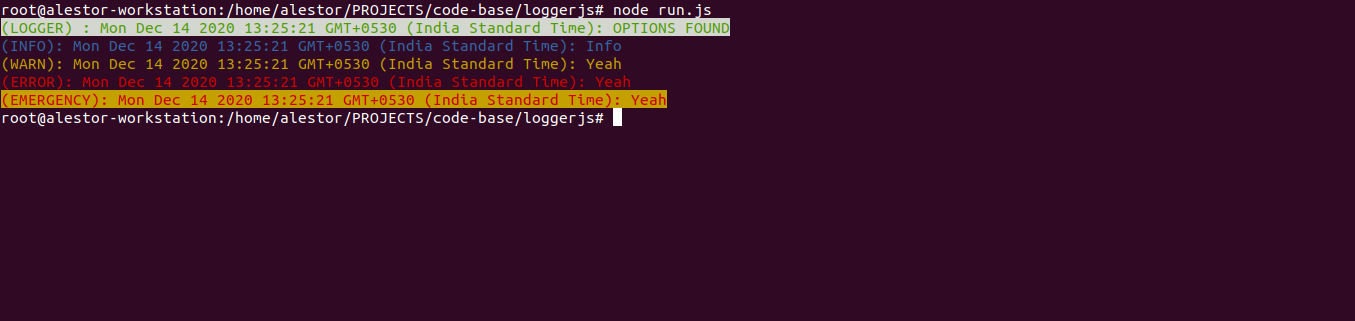 root@alestor-workstation:/home/alestor/PROJECTS/code-base/loggerjs# node run.js
(LOGGER) : Mon Dec 14 2020 13:25:21 GMT+0530 (India Standard Time): OPTIONS FOUND
(INFO): Mon Dec 14 2020 13:25:21 GMT+0530 (India Standard Time): Info
(WARN): Mon Dec 14 2020 13:25:21 GMT+0530 (India Standard Time): Yeah
(ERROR): Mon Dec 14 2020 13:25:21 GMT+0530 (India Standard Time): Yeah
(EMERGENCY): Mon Dec 14 2020 13:25:21 GMT+0530 (India Standard Time): Yeah
root@alestor-workstation:/home/alestor/PROJECTS/code-base/loggerjs#